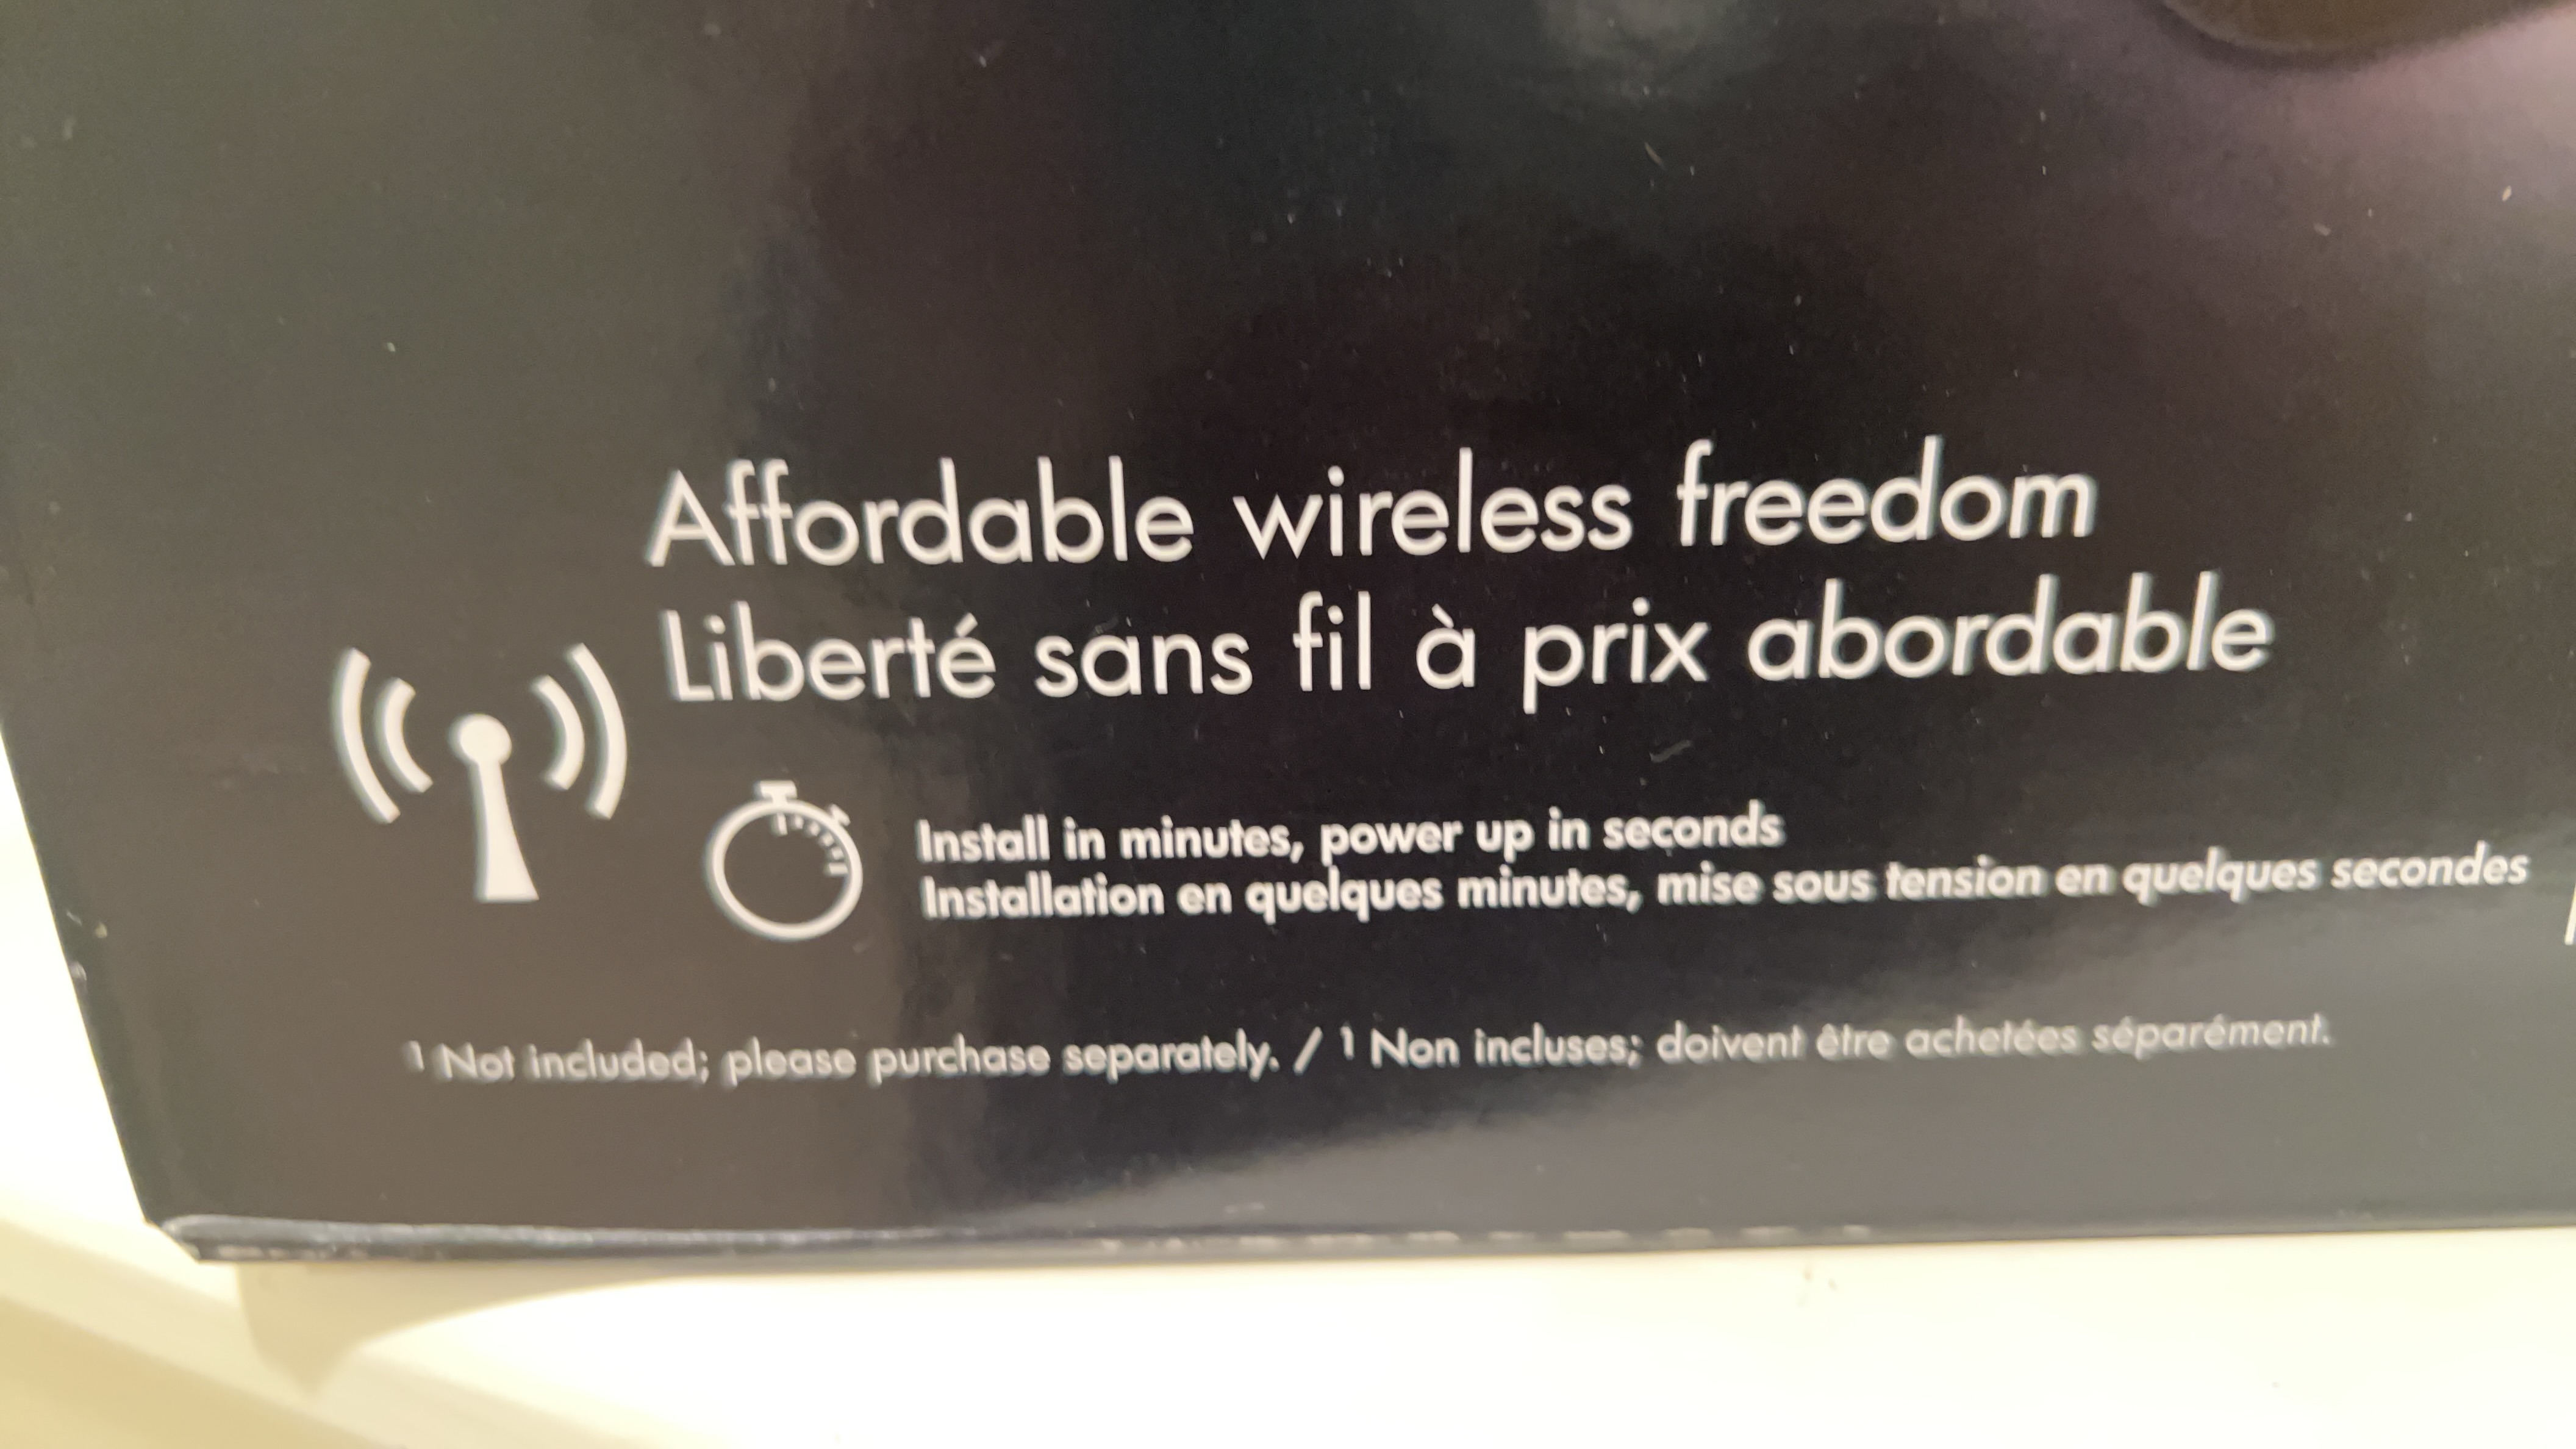 Affordable wireless freedom
Liberté sans fil à prix abordable
Install in minutes, power up in seconds
Installation en quelques minutes, mise sous tension en quelques secondes
¹ Not included; please purchase separately. / ¹ Non incluses; doivent être achetées séparément.